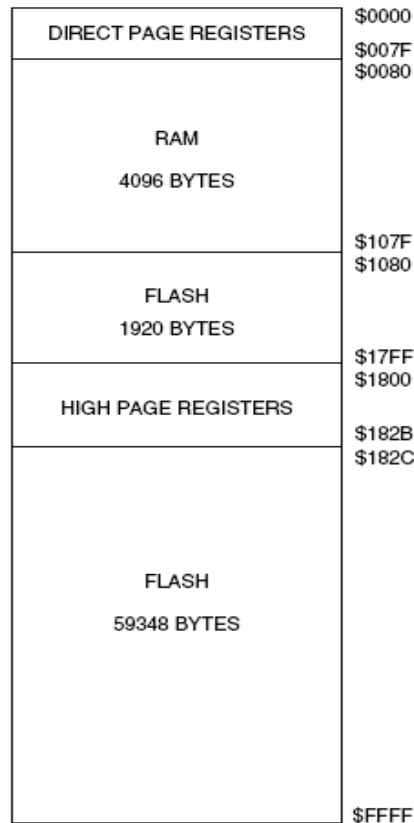 $0000
DIRECT PAGE REGISTERS
$007F
$0080
RAM
4096 BYTES
$107F
$1080
FLASH
1920 BYTES
$17FF
$1800
HIGH PAGE REGISTERS
$182B
$182C
FLASH
59348 BYTES
$FFFF